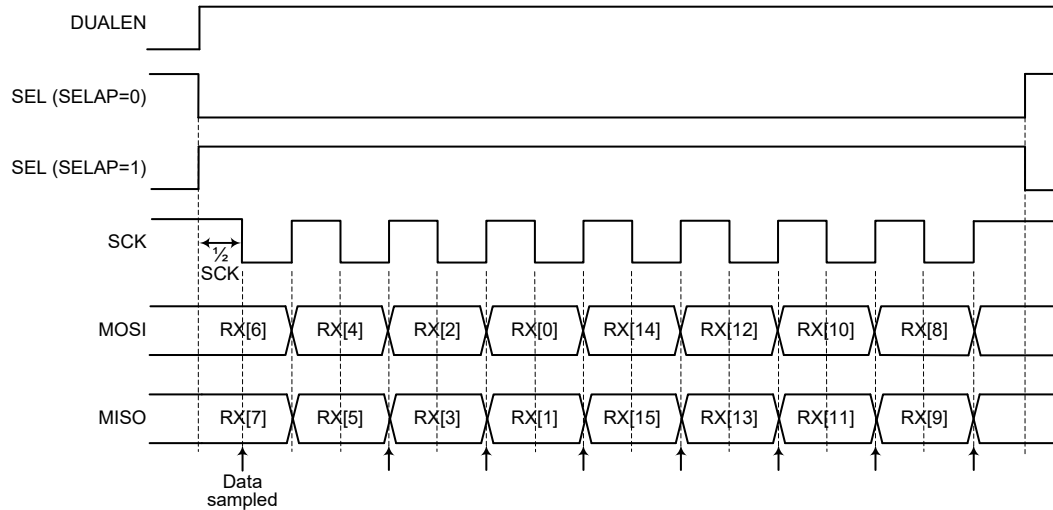 DUALEN
SEL (SELAP=0)
SEL (SELAP=1)
SCK
½
SCK
MOSI RX[6] RX[4] RX[2] RX[0] RX[14] RX[12] RX[10] RX[8]
MISO RX[7] RX[5] RX[3] RX[1] RX[15] RX[13] RX[11] RX[9]
Data
sampled